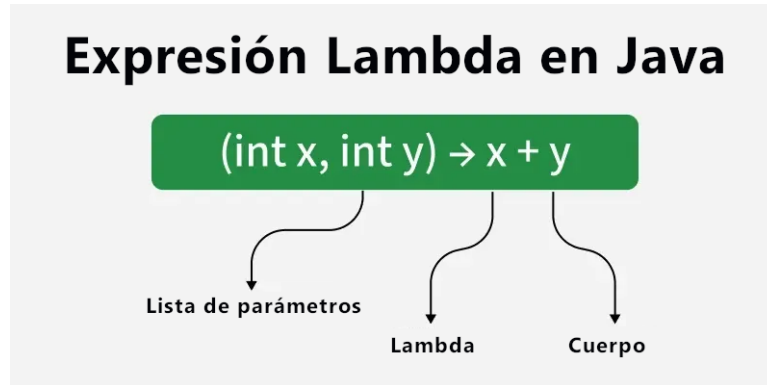 Expresión Lambda en Java
(int x, int y) → x + y
Lista de parámetros
Lambda
Cuerpo